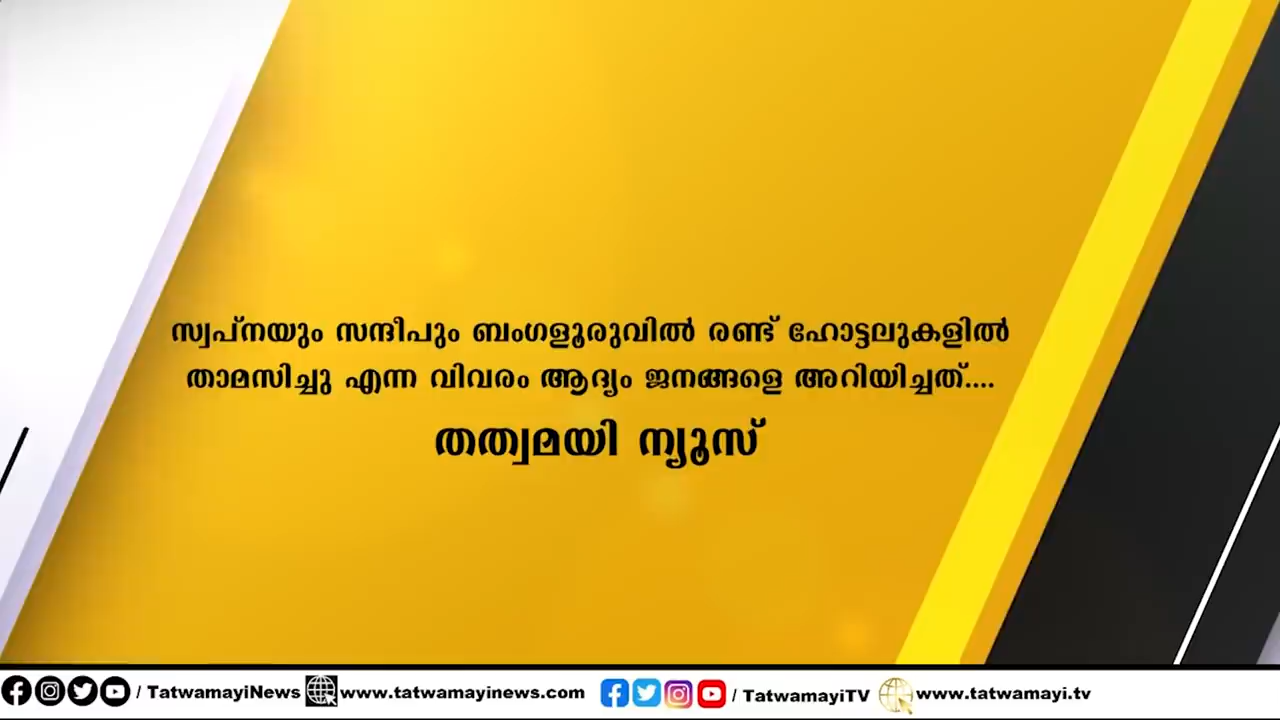 സ്വപ്നയും സന്ദീപും ബംഗളൂരുവിൽ രണ്ട് ഹോട്ടലുകളിൽ
താമസിച്ചു എന്ന വിവരം ആദ്യം ജനങ്ങളെ അറിയിച്ചത്....
തത്വമയി ന്യൂസ്
/ TatwamayiNews www.tatwamayinews.com / TatwamayiTV www.tatwamayi.tv